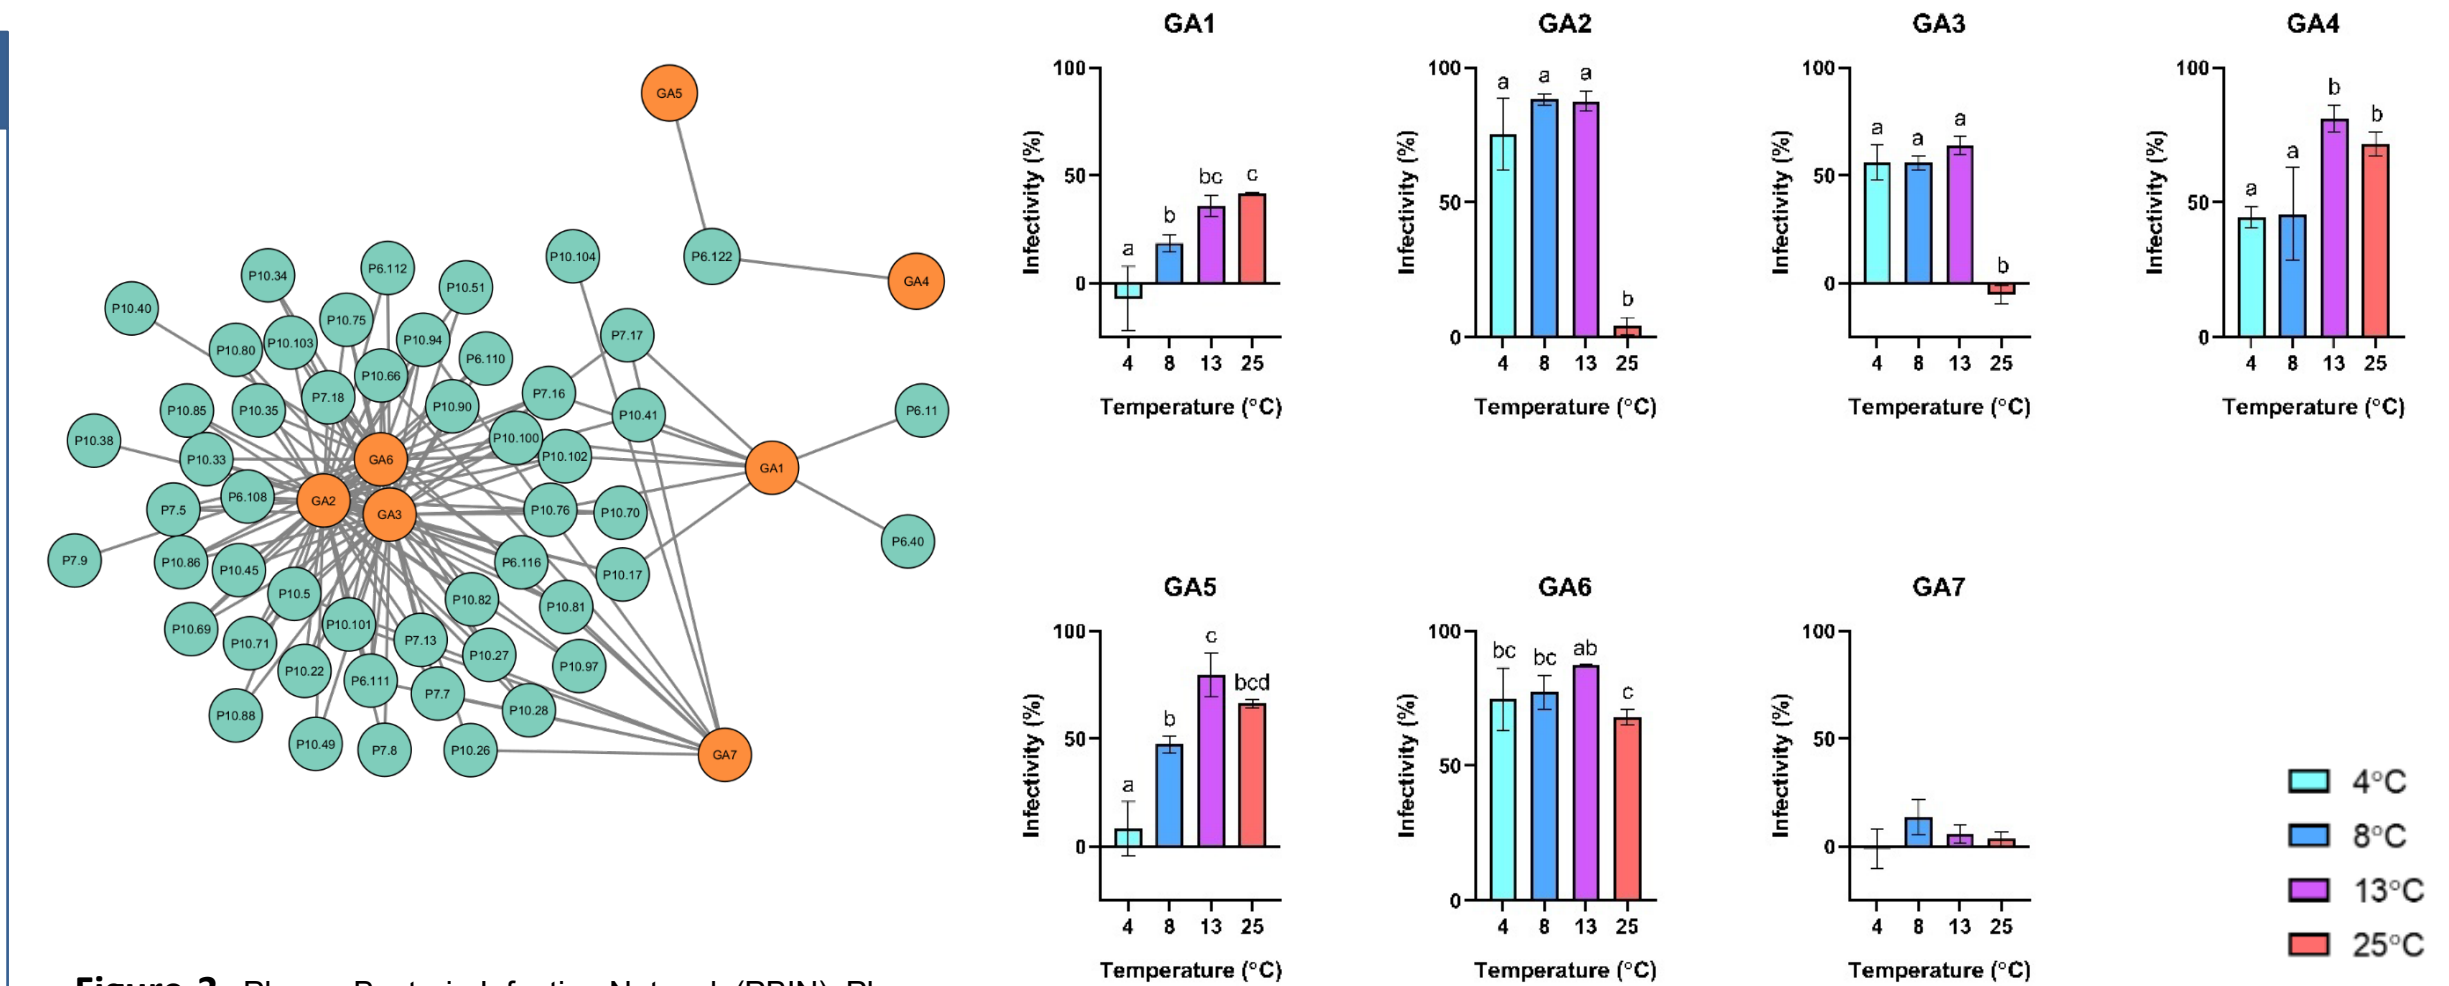 GA5
P6.122
GA4
P10.104
P10.34
P6.112
P10.51
P10.40
P10.75
P10.80
P10.103
P10.94
P6.110
P7.17
P10.66
P7.18
P10.90
P7.16
P10.41
P10.85
P10.35
P6.11
P10.38
P10.33
GA6
P10.100
P10.102
GA1
P6.108
GA2
GA3
P7.5
P10.76
P10.70
P6.40
P7.9
P10.86
P10.45
P6.116
P10.17
P10.5
P10.82
P10.81
P10.69
P10.71
P10.101
P7.13
P10.27
P10.97
P10.22
P6.111
P7.7
P10.28
P10.88
P10.49
P7.8
P10.26
GA7
GA1
Infectivity (%)
100
50
0
a
b
bc
c
4 8 13 25
Temperature (°C)
GA2
Infectivity (%)
100
50
0
a
a
a
b
4 8 13 25
Temperature (°C)
GA3
Infectivity (%)
100
50
0
a
a
a
b
4 8 13 25
Temperature (°C)
GA4
Infectivity (%)
100
50
0
a
a
b
b
4 8 13 25
Temperature (°C)
GA5
Infectivity (%)
100
50
0
a
b
c
bcd
4 8 13 25
Temperature (°C)
GA6
Infectivity (%)
100
50
0
bc
bc
ab
c
4 8 13 25
Temperature (°C)
GA7
Infectivity (%)
100
50
0
4 8 13 25
Temperature (°C)
4°C
8°C
13°C
25°C